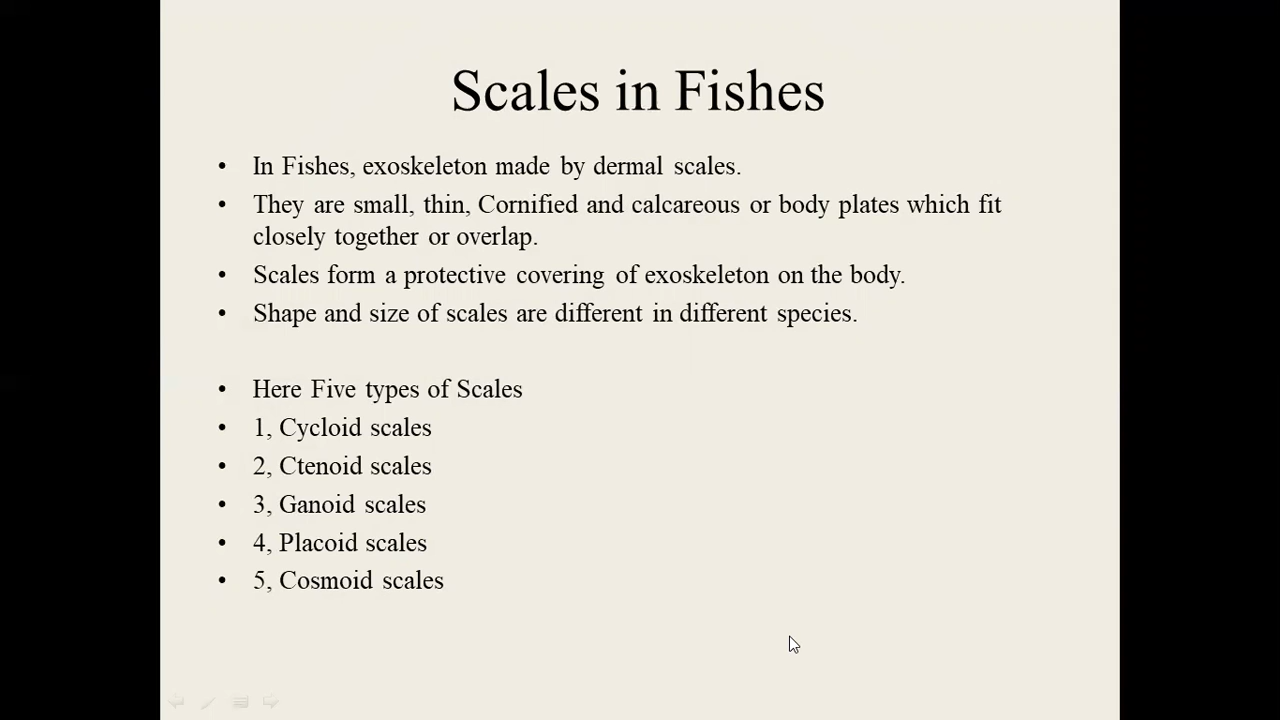 Scales in Fishes
• In Fishes, exoskeleton made by dermal scales.
• They are small, thin, Cornified and calcareous or body plates which fit
closely together or overlap.
• Scales form a protective covering of exoskeleton on the body.
• Shape and size of scales are different in different species.
• Here Five types of Scales
• 1, Cycloid scales
• 2, Ctenoid scales
• 3, Ganoid scales
• 4, Placoid scales
• 5, Cosmoid scales